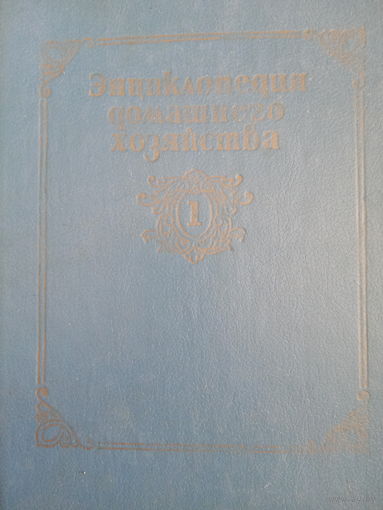 Энциклопедия
домашнего
хозяйства
1